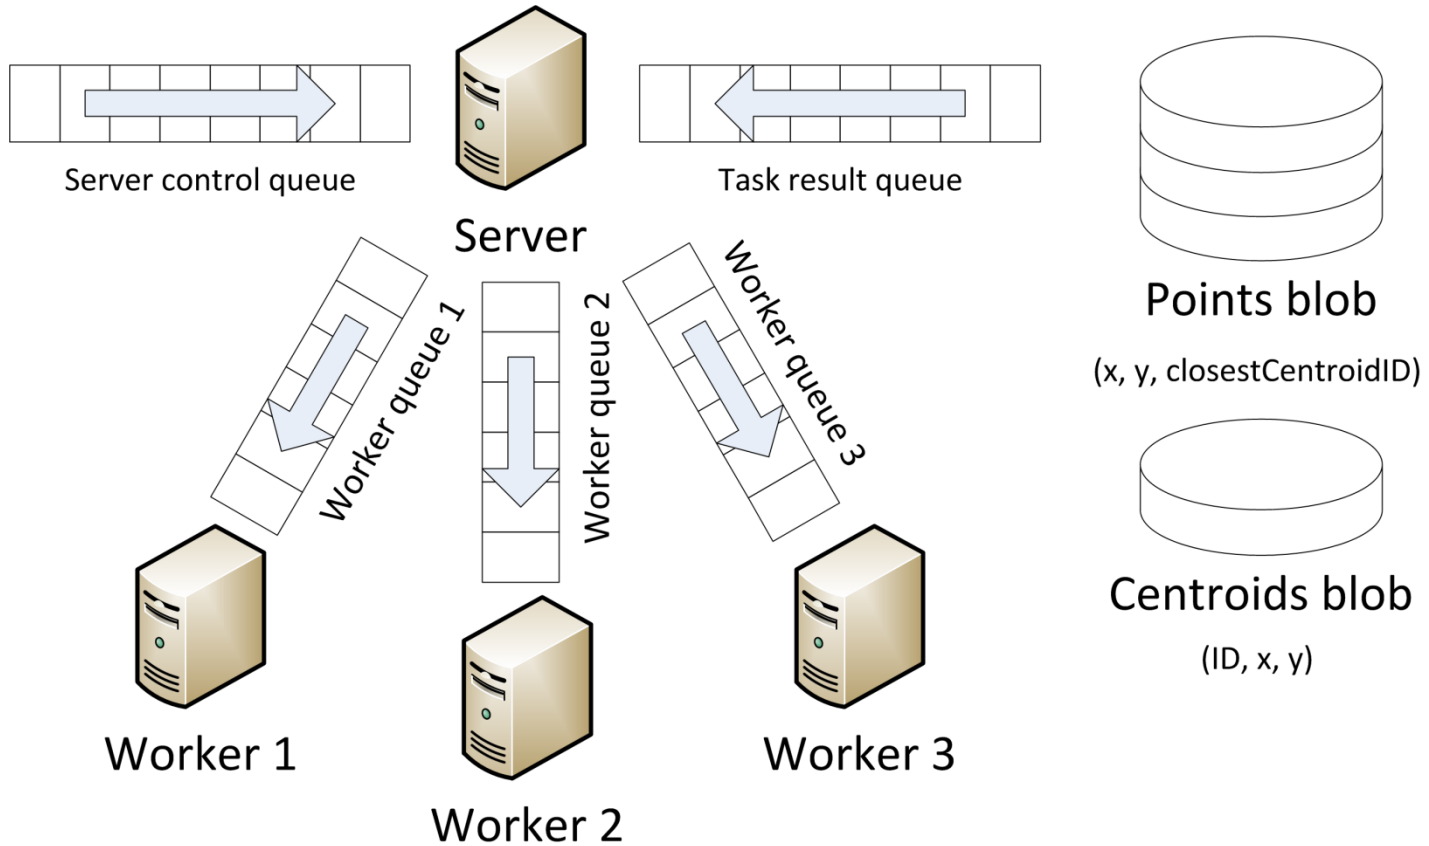 Server control queue
Server
Task result queue
Worker queue 1
Worker queue 2
Worker queue 3
Worker 1
Worker 2
Worker 3
Points blob
(x, y, closestCentroidID)
Centroids blob
(ID, x, y)